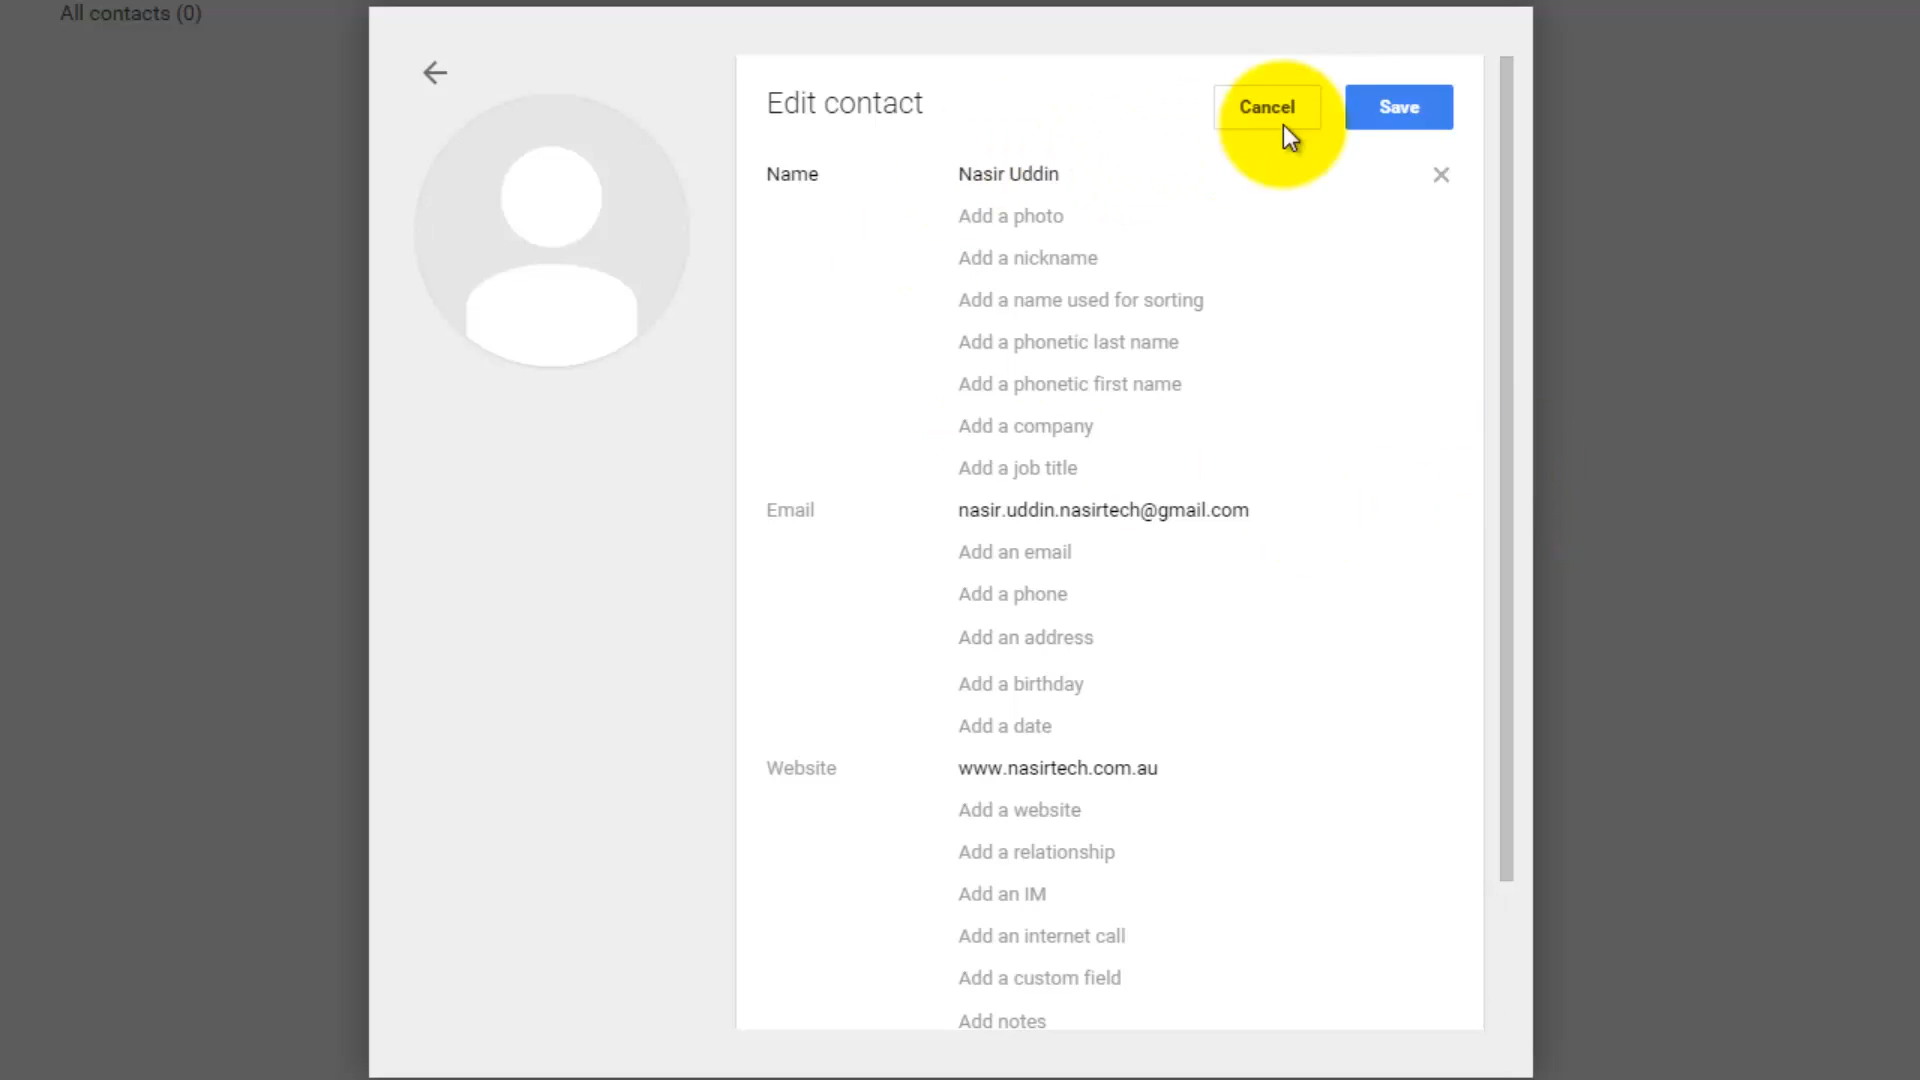 All contacts (0)
Edit contact
Cancel
Save
Name
Nasir Uddin
Add a photo
Add a nickname
Add a name used for sorting
Add a phonetic last name
Add a phonetic first name
Add a company
Add a job title
Email
nasir.uddin.nasirtech@gmail.com
Add an email
Add a phone
Add an address
Add a birthday
Add a date
Website
www.nasirtech.com.au
Add a website
Add a relationship
Add an IM
Add an internet call
Add a custom field
Add notes